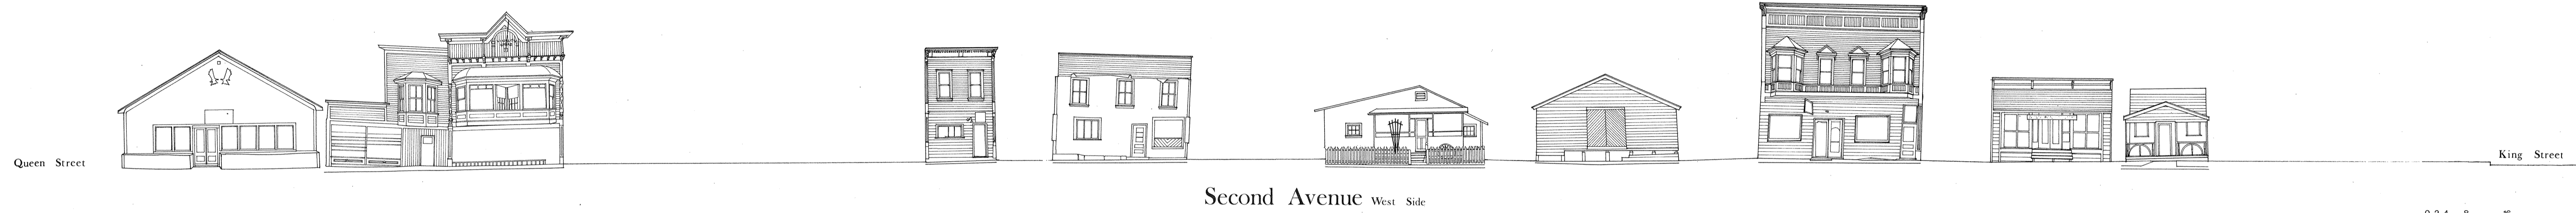 Queen Street
King Street
Second Avenue West Side